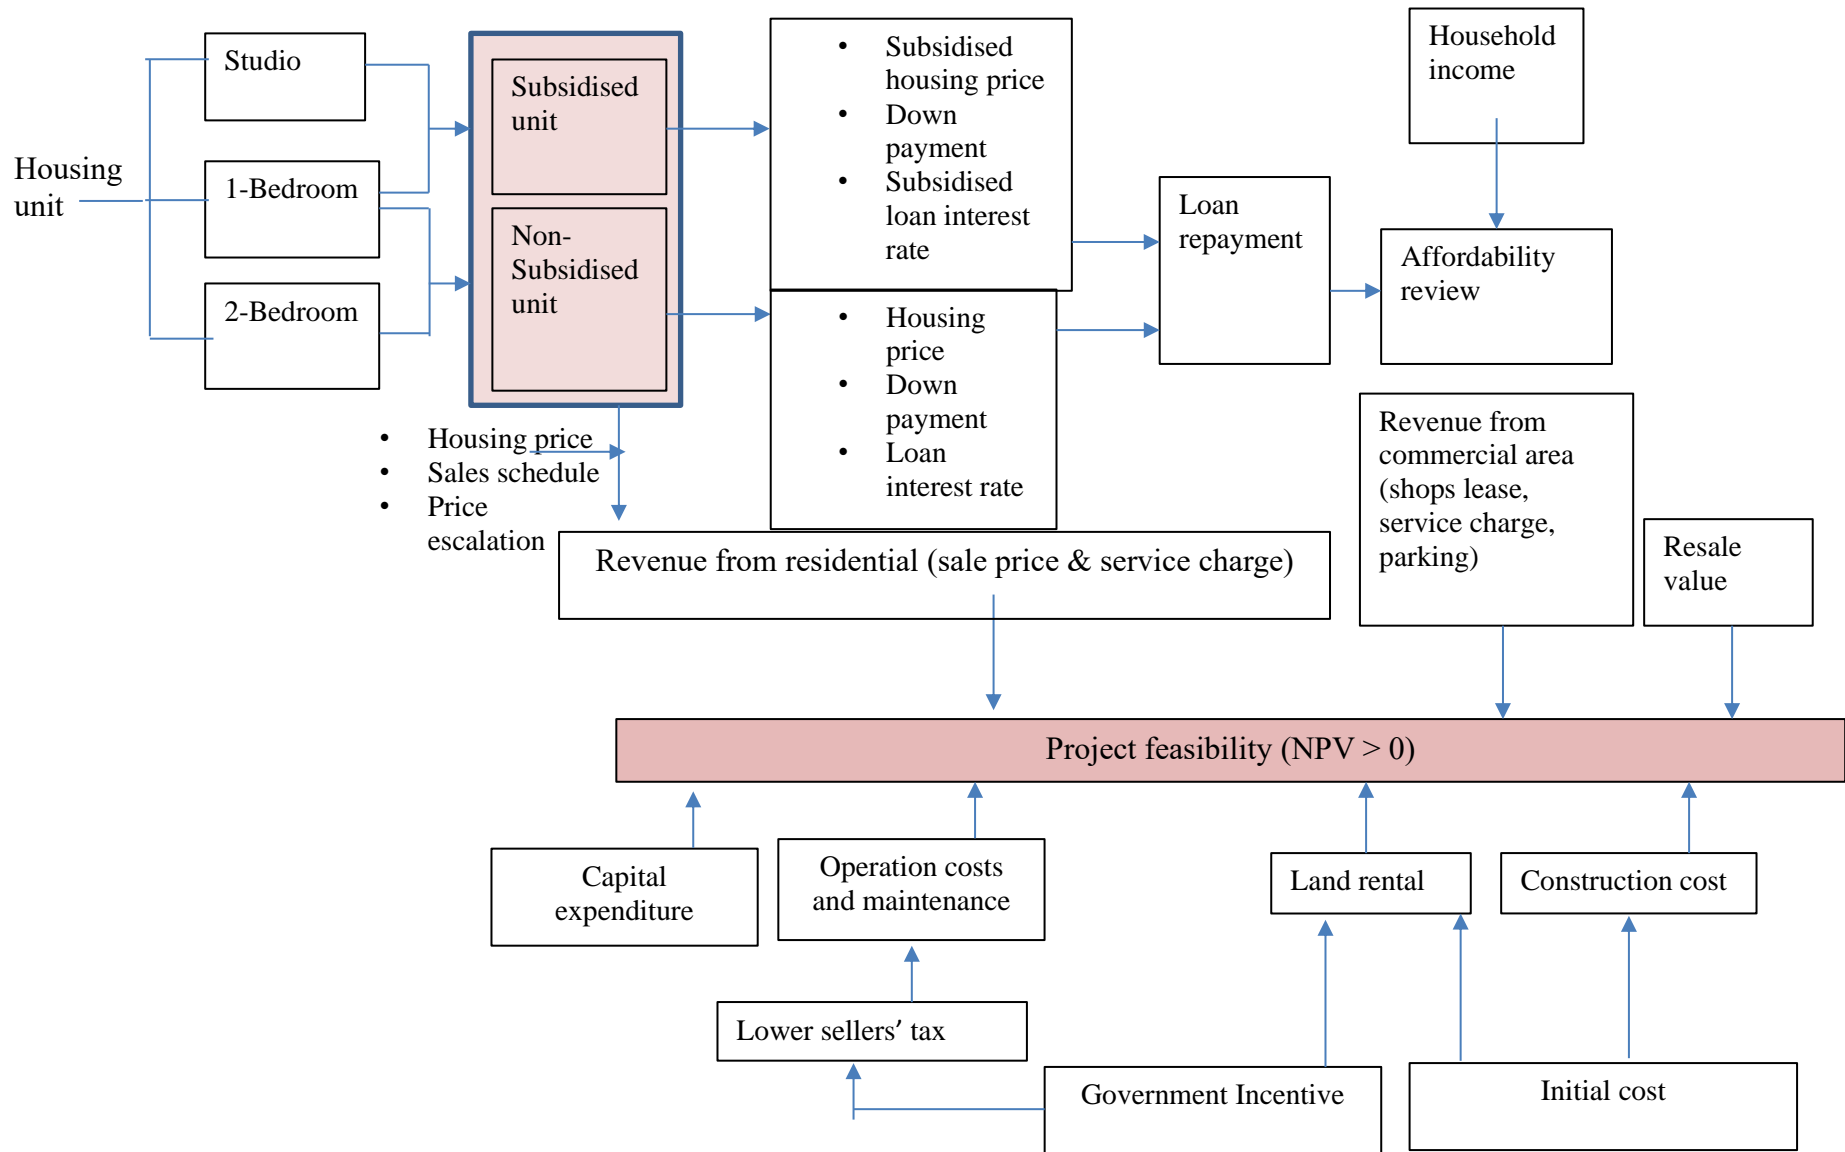 Housing
unit
Studio
1-Bedroom
2-Bedroom
Subsidised
unit
Non-
Subsidised
unit
• Subsidised
housing price
• Down
payment
• Subsidised
loan interest
rate
• Housing
price
• Down
payment
• Loan
interest rate
Loan
repayment
Household
income
Affordability
review
• Housing price
• Sales schedule
• Price
escalation
Revenue from residential (sale price & service charge)
Revenue from
commercial area
(shops lease,
service charge,
parking)
Resale
value
Project feasibility (NPV > 0)
Capital
expenditure
Operation costs
and maintenance
Land rental
Construction cost
Lower sellers’ tax
Government Incentive
Initial cost